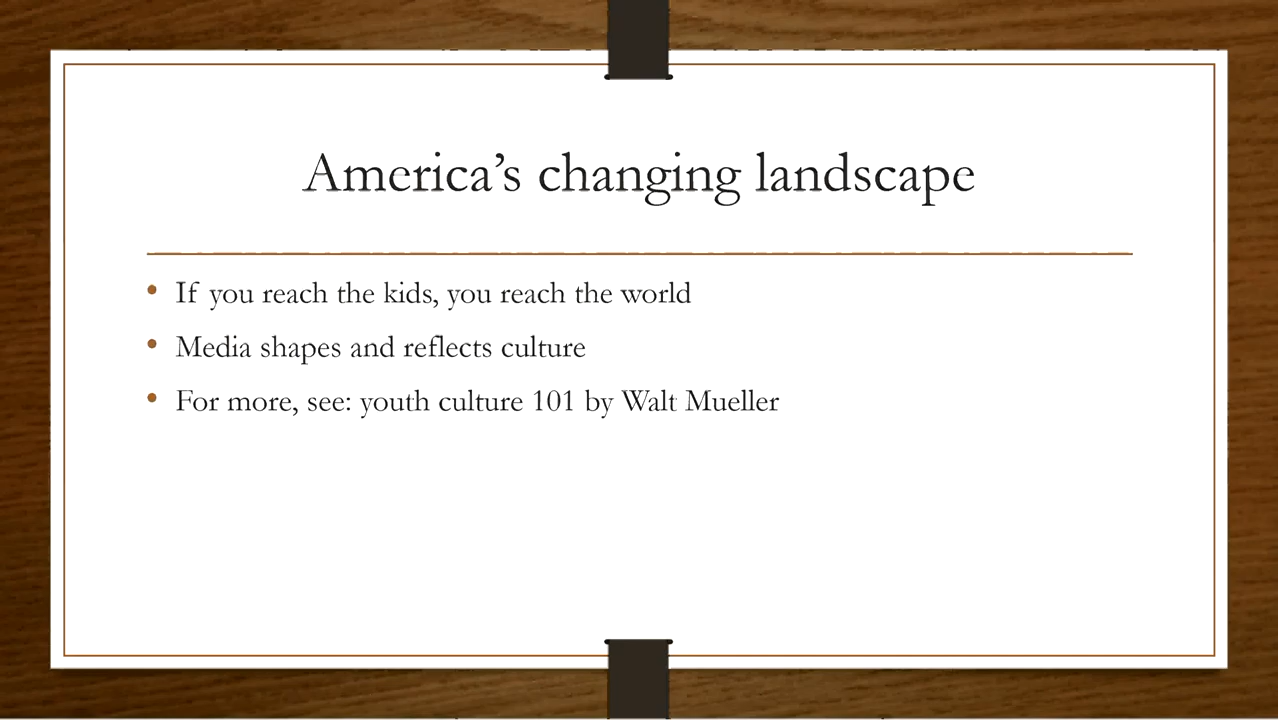 America’s changing landscape
If you reach the kids, you reach the world
Media shapes and reflects culture
For more, see: youth culture 101 by Walt Mueller